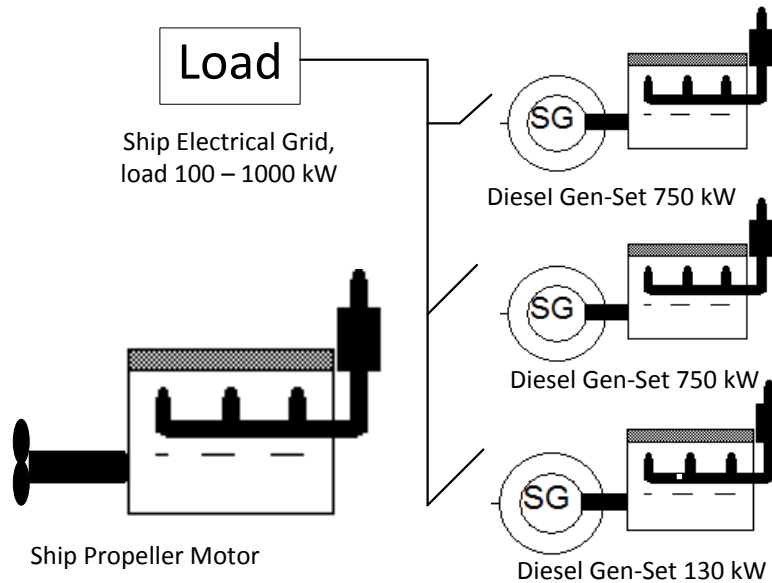 Load
Ship Electrical Grid,
load 100 – 1000 kW
SG
Diesel Gen-Set 750 kW
SG
Diesel Gen-Set 750 kW
SG
Diesel Gen-Set 130 kW
Ship Propeller Motor